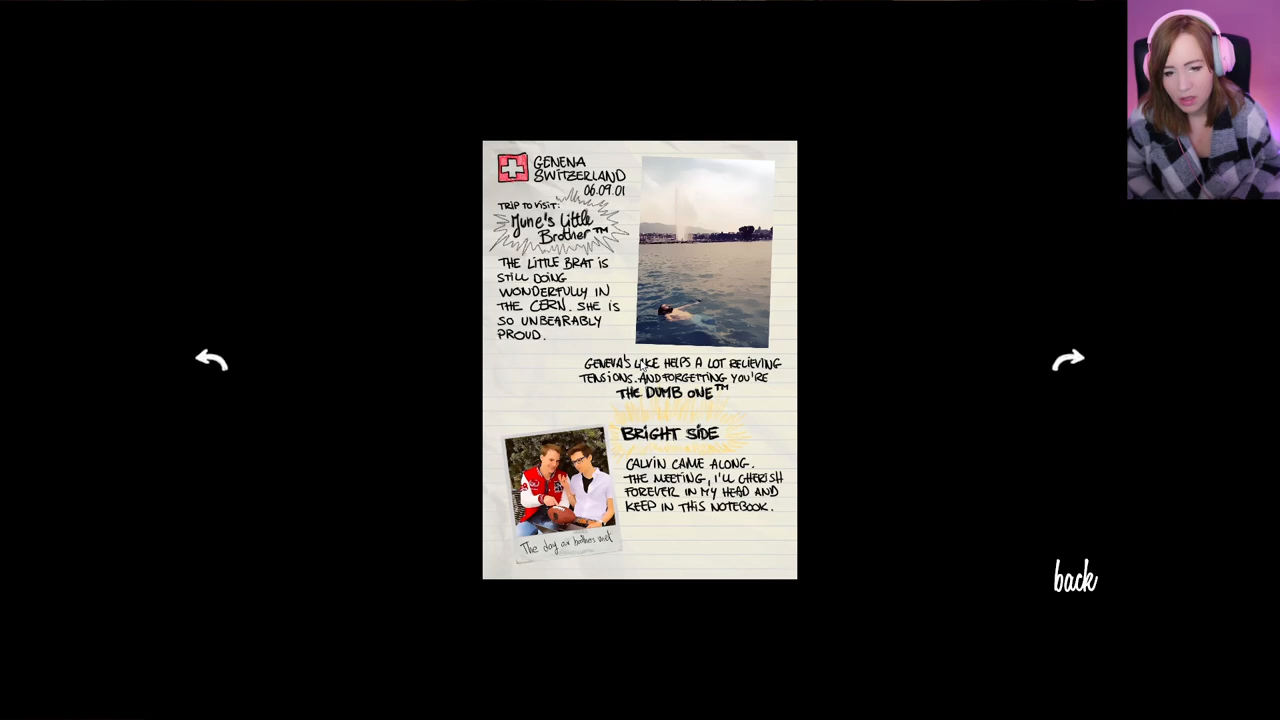 GENENA
SWITZERLAND
06.09.01
TRIP TO VISIT:
June's Little
Brother™
THE LITTLE BRAT IS
STILL DOING
WONDERFULLY IN
THE CERN. SHE IS
SO UNBEARABLY
PROUD.
GENEVA'S LAKE HELPS A LOT RELIEVING
TENSIONS. AND FORGETTING YOU'RE
THE DUMB ONE™
BRIGHT SIDE
CALVIN CAME ALONG.
THE MEETING, I'LL CHERISH
FOREVER IN MY HEAD AND
KEEP IN THIS NOTEBOOK.
The day our brothers met
back